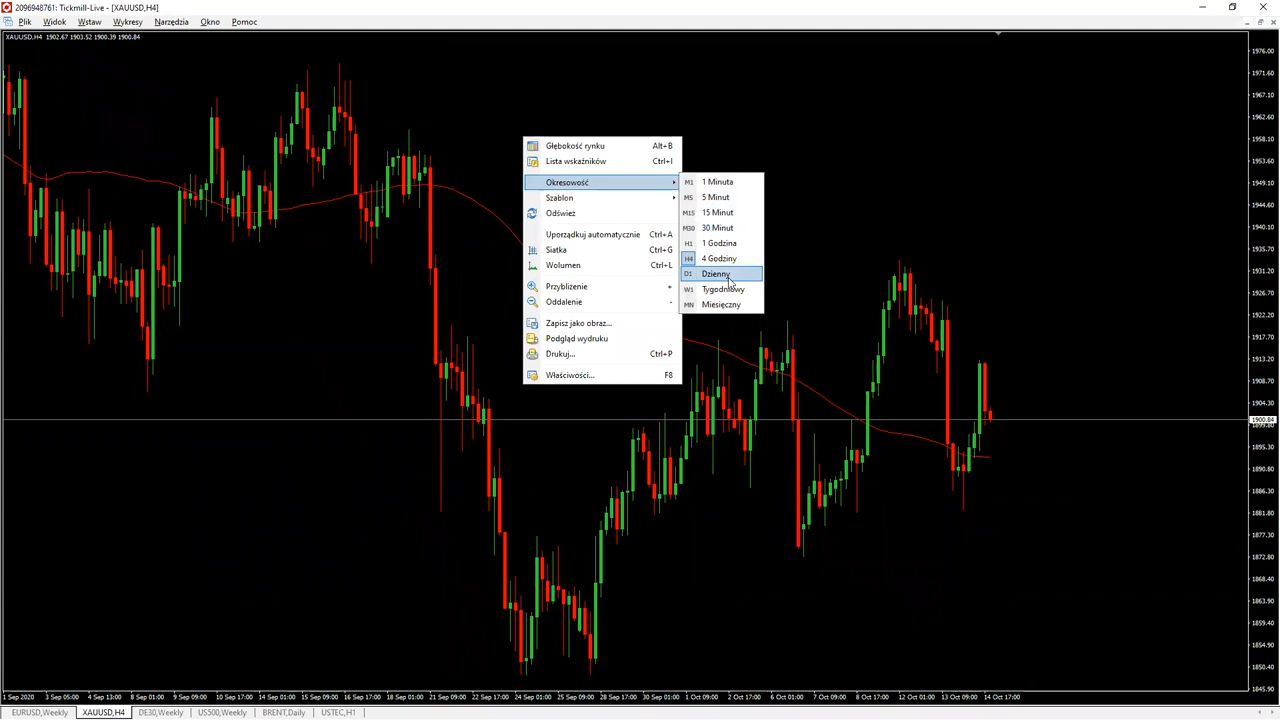 2096948761: Tickmill-Live - [XAUUSD,H4]
Plik Widok Wstaw Wykresy Narzędzia Okno Pomoc
XAUUSD,H4 1902.67 1903.52 1900.39 1900.84
Głębokość rynku Alt+B
Lista wskaźników Ctrl+I
Okresowość
Szablon
Odśwież
Uporządkuj automatycznie Ctrl+A
Siatka Ctrl+G
Wolumen Ctrl+L
Przybliżenie +
Oddalenie -
Zapisz jako obraz...
Podgląd wydruku
Drukuj... Ctrl+P
Właściwości... F8
M1 1 Minuta
M5 5 Minut
M15 15 Minut
M30 30 Minut
H1 1 Godzina
H4 4 Godziny
D1 Dzienny
W1 Tygodniowy
MN Miesięczny
1976.00
1971.60
1967.10
1962.60
1958.10
1953.60
1949.10
1944.60
1940.10
1935.60
1931.20
1926.70
1922.20
1917.70
1913.20
1908.70
1904.30
1900.84
1899.80
1895.30
1890.80
1886.30
1881.80
1877.30
1872.80
1868.40
1863.90
1859.40
1854.90
1850.40
1845.90
1 Sep 2020 3 Sep 05:00 4 Sep 13:00 8 Sep 01:00 9 Sep 09:00 10 Sep 17:00 14 Sep 01:00 15 Sep 09:00 16 Sep 17:00 18 Sep 01:00 21 Sep 09:00 22 Sep 17:00 24 Sep 01:00 25 Sep 09:00 28 Sep 17:00 30 Sep 01:00 1 Oct 09:00 2 Oct 17:00 6 Oct 01:00 7 Oct 09:00 8 Oct 17:00 12 Oct 01:00 13 Oct 09:00 14 Oct 17:00
EURUSD,Weekly XAUUSD,H4 DE30,Weekly US500,Weekly BRENT,Daily USTEC,H1